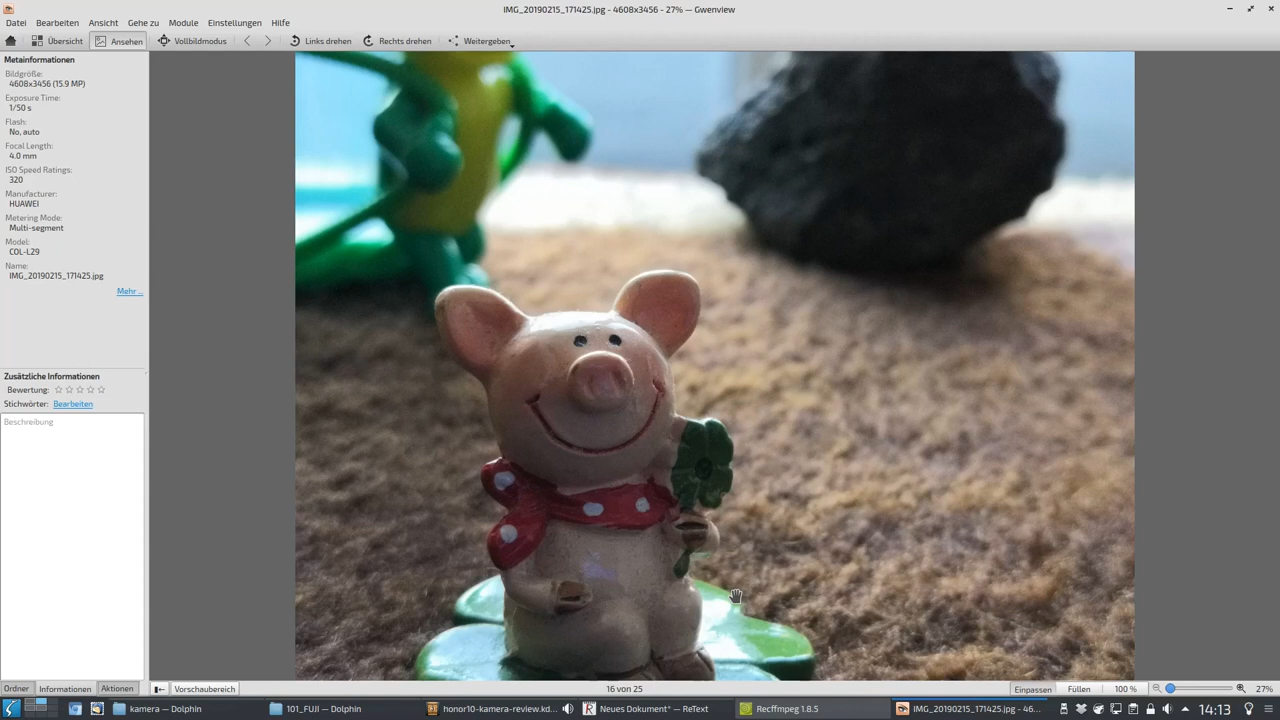 IMG_20190215_171425.jpg - 4608x3456 - 27% — Gwenview
Datei Bearbeiten Ansicht Gehe zu Module Einstellungen Hilfe
Übersicht Ansehen Vollbildmodus Links drehen Rechts drehen Weitergeben
Metainformationen
Bildgröße:
4608x3456 (15.9 MP)
Exposure Time:
1/50 s
Flash:
No, auto
Focal Length:
4.0 mm
ISO Speed Ratings:
320
Manufacturer:
HUAWEI
Metering Mode:
Multi-segment
Model:
COL-L29
Name:
IMG_20190215_171425.jpg
Mehr ...
Zusätzliche Informationen
Bewertung:
Stichwörter: Bearbeiten
Beschreibung
Ordner Informationen Aktionen Vorschaubereich 16 von 25 Einpassen Füllen 100 % 27%
kamera — Dolphin 101_FUJI — Dolphin honor10-kamera-review.kd... Neues Dokument* — ReText Recffmpeg 1.8.5 IMG_20190215_171425.jpg - 46... 14:13